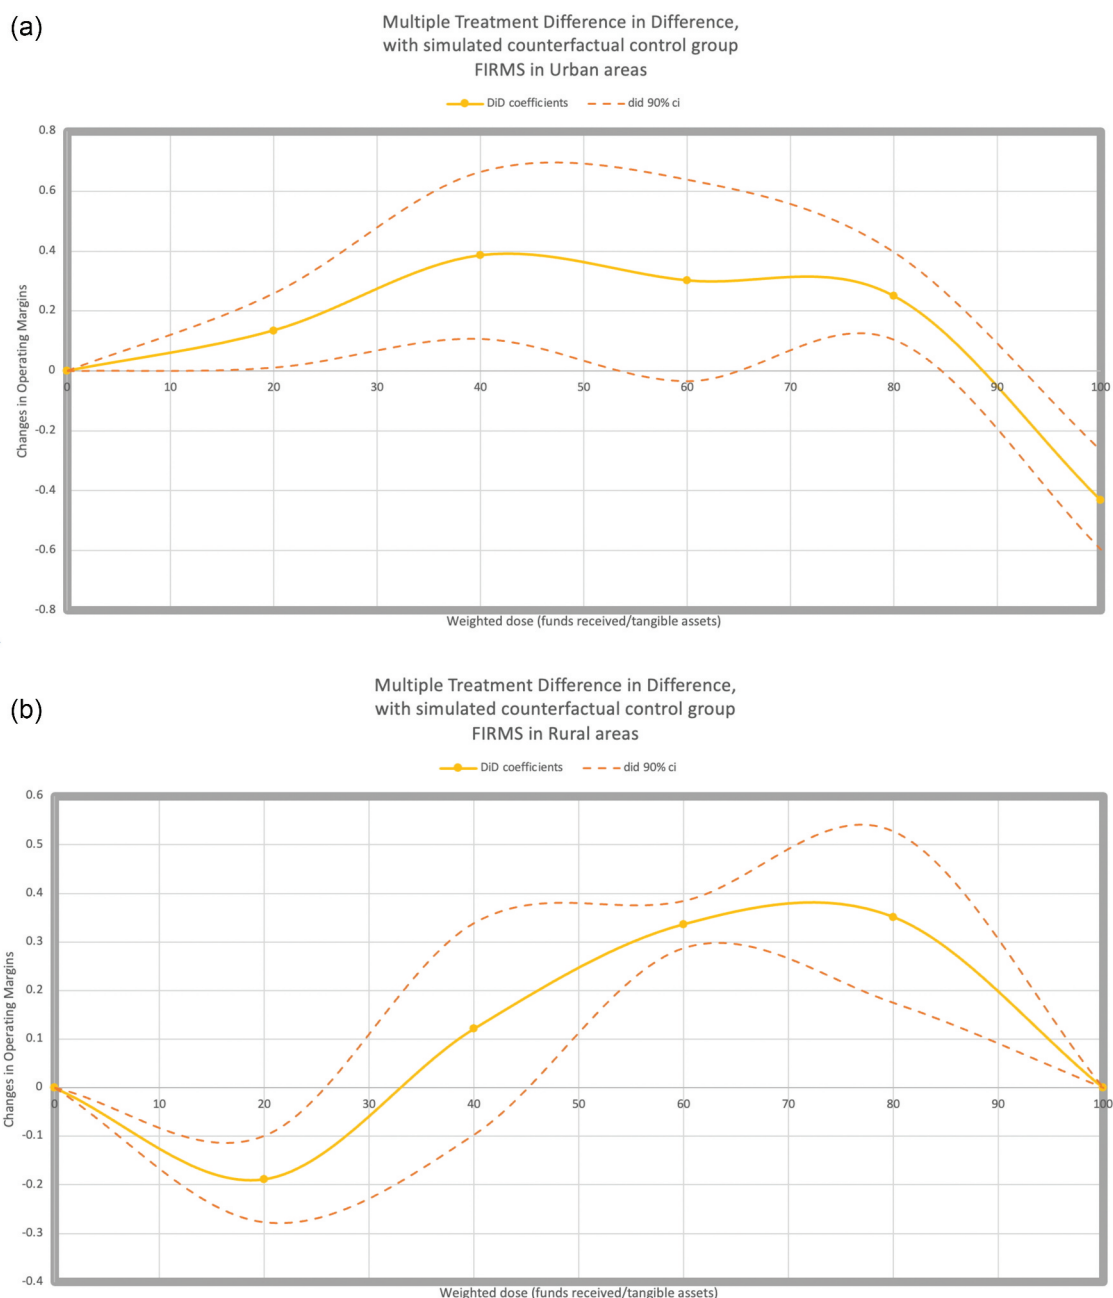 (a)
Multiple Treatment Difference in Difference,
with simulated counterfactual control group
FIRMS in Urban areas
DiD coefficients did 90% ci
0.8
0.6
0.4
0.2
0
-0.2
-0.4
-0.6
-0.8
Changes in Operating Margins
0 10 20 30 40 50 60 70 80 90 100
Weighted dose (funds received/tangible assets)
(b)
Multiple Treatment Difference in Difference,
with simulated counterfactual control group
FIRMS in Rural areas
DiD coefficients did 90% ci
0.6
0.5
0.4
0.3
0.2
0.1
0
-0.1
-0.2
-0.3
-0.4
Changes in Operating Margins
0 10 20 30 40 50 60 70 80 90 100
Weighted dose (funds received/tangible assets)